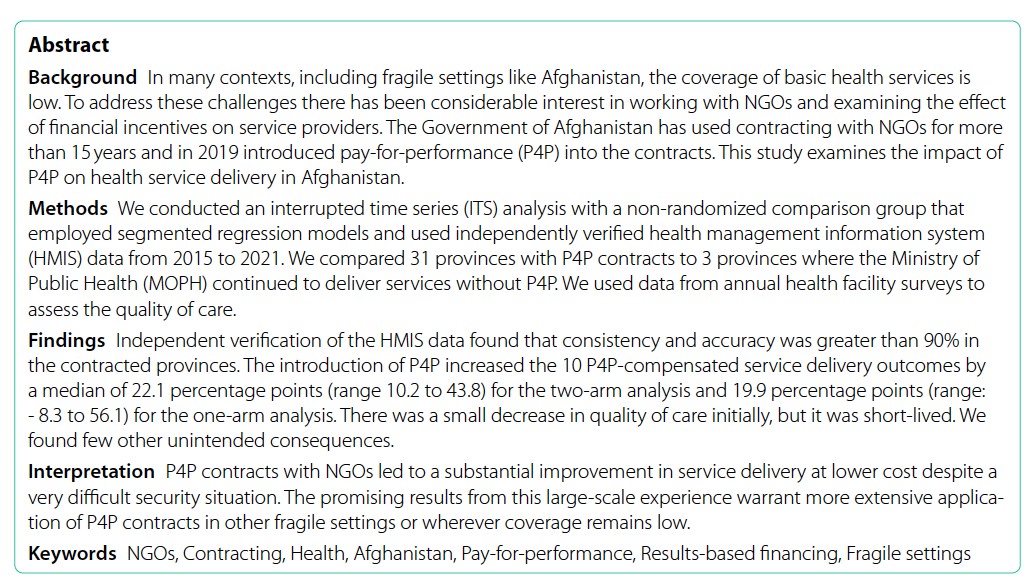 Abstract
Background In many contexts, including fragile settings like Afghanistan, the coverage of basic health services is
low. To address these challenges there has been considerable interest in working with NGOs and examining the effect
of financial incentives on service providers. The Government of Afghanistan has used contracting with NGOs for more
than 15 years and in 2019 introduced pay-for-performance (P4P) into the contracts. This study examines the impact of
P4P on health service delivery in Afghanistan.
Methods We conducted an interrupted time series (ITS) analysis with a non-randomized comparison group that
employed segmented regression models and used independently verified health management information system
(HMIS) data from 2015 to 2021. We compared 31 provinces with P4P contracts to 3 provinces where the Ministry of
Public Health (MOPH) continued to deliver services without P4P. We used data from annual health facility surveys to
assess the quality of care.
Findings Independent verification of the HMIS data found that consistency and accuracy was greater than 90% in
the contracted provinces. The introduction of P4P increased the 10 P4P-compensated service delivery outcomes by
a median of 22.1 percentage points (range 10.2 to 43.8) for the two-arm analysis and 19.9 percentage points (range:
- 8.3 to 56.1) for the one-arm analysis. There was a small decrease in quality of care initially, but it was short-lived. We
found few other unintended consequences.
Interpretation P4P contracts with NGOs led to a substantial improvement in service delivery at lower cost despite a
very difficult security situation. The promising results from this large-scale experience warrant more extensive applica-
tion of P4P contracts in other fragile settings or wherever coverage remains low.
Keywords NGOs, Contracting, Health, Afghanistan, Pay-for-performance, Results-based financing, Fragile settings